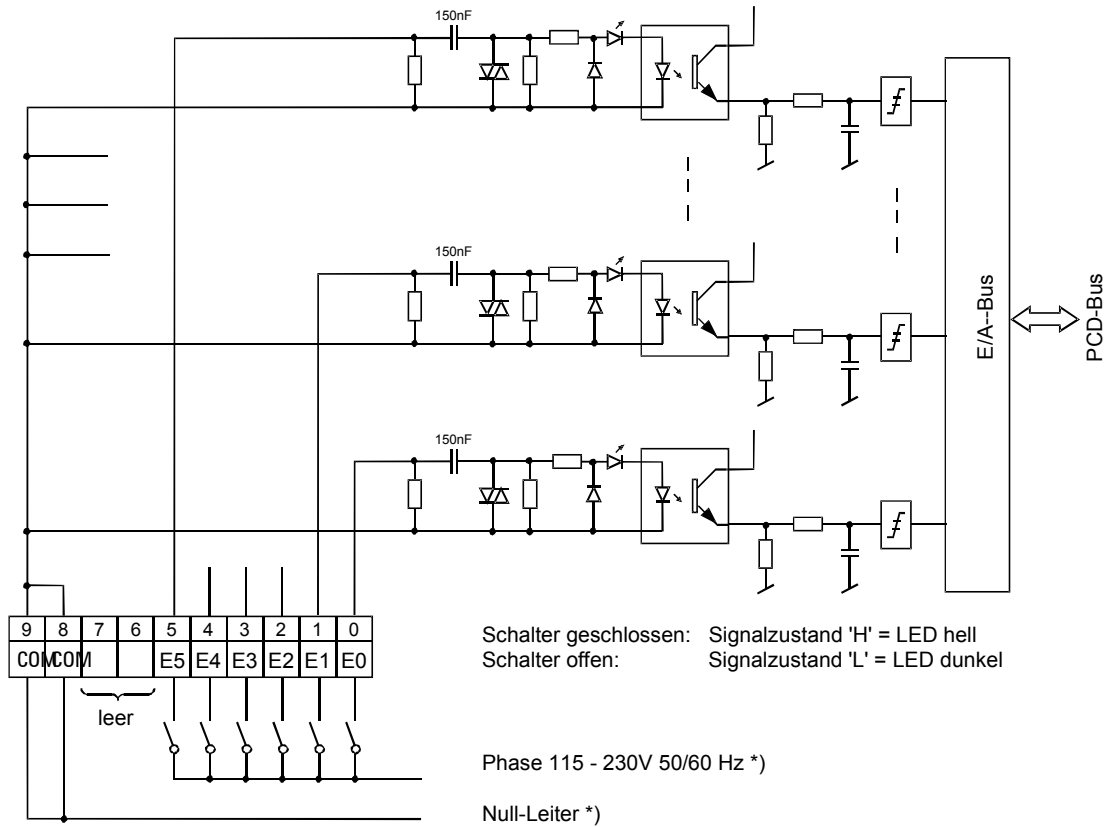 150nF
150nF
E/A--Bus
PCD-Bus
150nF
9 8 7 6 5 4 3 2 1 0
COM COM E5 E4 E3 E2 E1 E0
leer
Schalter geschlossen: Signalzustand 'H' = LED hell
Schalter offen: Signalzustand 'L' = LED dunkel
Phase 115 - 230V 50/60 Hz *)
Null-Leiter *)